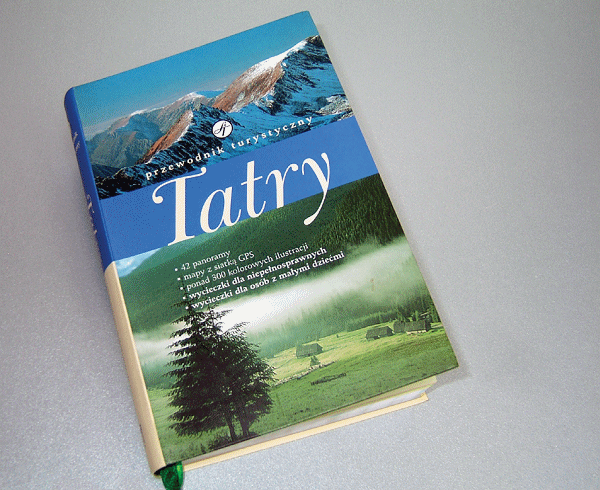 przewodnik turystyczny
Tatry
• 42 panoramy
• mapy z siatką GPS
• ponad 300 kolorowych ilustracji
• wycieczki dla niepełnosprawnych
• wycieczki dla osób z małymi dziećmi